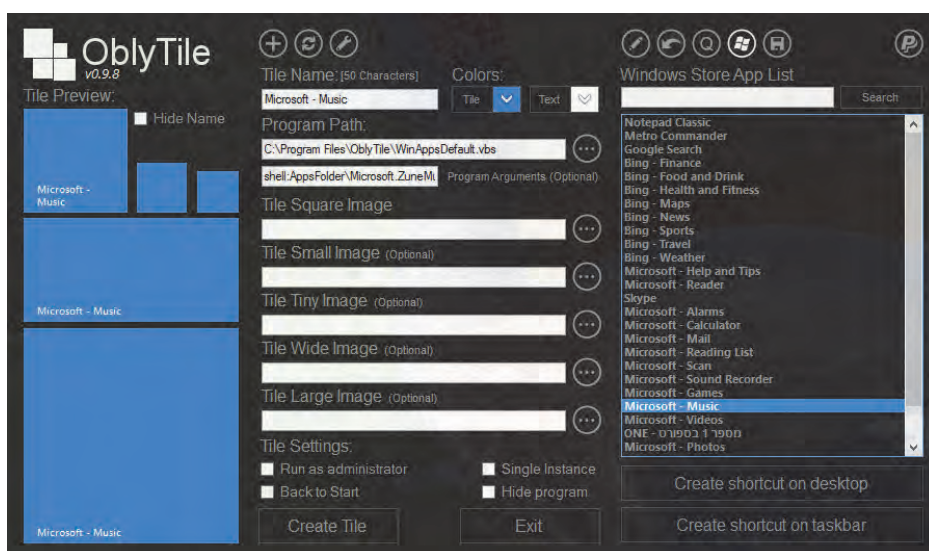 OblyTile
v0.9.8
Tile Preview:
Hide Name
Microsoft -
Music
Microsoft - Music
Microsoft - Music
Tile Name: [50 Characters]
Colors:
Microsoft - Music
Tile
Text
Program Path:
C:\Program Files\OblyTile\WinAppsDefault.vbs
shell:AppsFolder\Microsoft.ZuneMu
Program Arguments (Optional)
Tile Square Image
Tile Small Image (Optional)
Tile Tiny Image (Optional)
Tile Wide Image (Optional)
Tile Large Image (Optional)
Tile Settings:
Run as administrator
Single Instance
Back to Start
Hide program
Create Tile
Exit
Windows Store App List
Search
Notepad Classic
Metro Commander
Google Search
Bing - Finance
Bing - Food and Drink
Bing - Health and Fitness
Bing - Maps
Bing - News
Bing - Sports
Bing - Travel
Bing - Weather
Microsoft - Help and Tips
Microsoft - Reader
Skype
Microsoft - Alarms
Microsoft - Calculator
Microsoft - Mail
Microsoft - Reading List
Microsoft - Scan
Microsoft - Sound Recorder
Microsoft - Games
Microsoft - Music
Microsoft - Videos
ONE - מספר 1 בספורט
Microsoft - Photos
Create shortcut on desktop
Create shortcut on taskbar